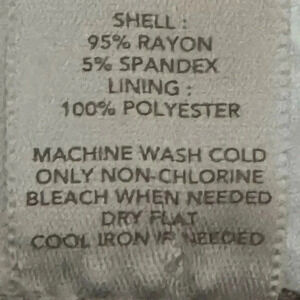 SHELL :
95% RAYON
5% SPANDEX
LINING :
100% POLYESTER
MACHINE WASH COLD
ONLY NON-CHLORINE
BLEACH WHEN NEEDED
DRY FLAT
COOL IRON IF NEEDED